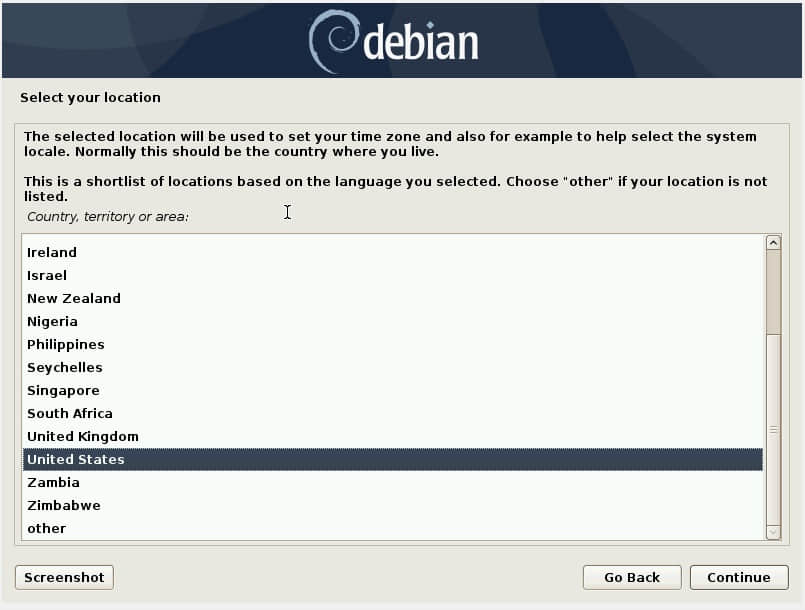 debian
Select your location
The selected location will be used to set your time zone and also for example to help select the system
locale. Normally this should be the country where you live.
This is a shortlist of locations based on the language you selected. Choose "other" if your location is not
listed.
Country, territory or area:
Ireland
Israel
New Zealand
Nigeria
Philippines
Seychelles
Singapore
South Africa
United Kingdom
United States
Zambia
Zimbabwe
other
Screenshot
Go Back
Continue